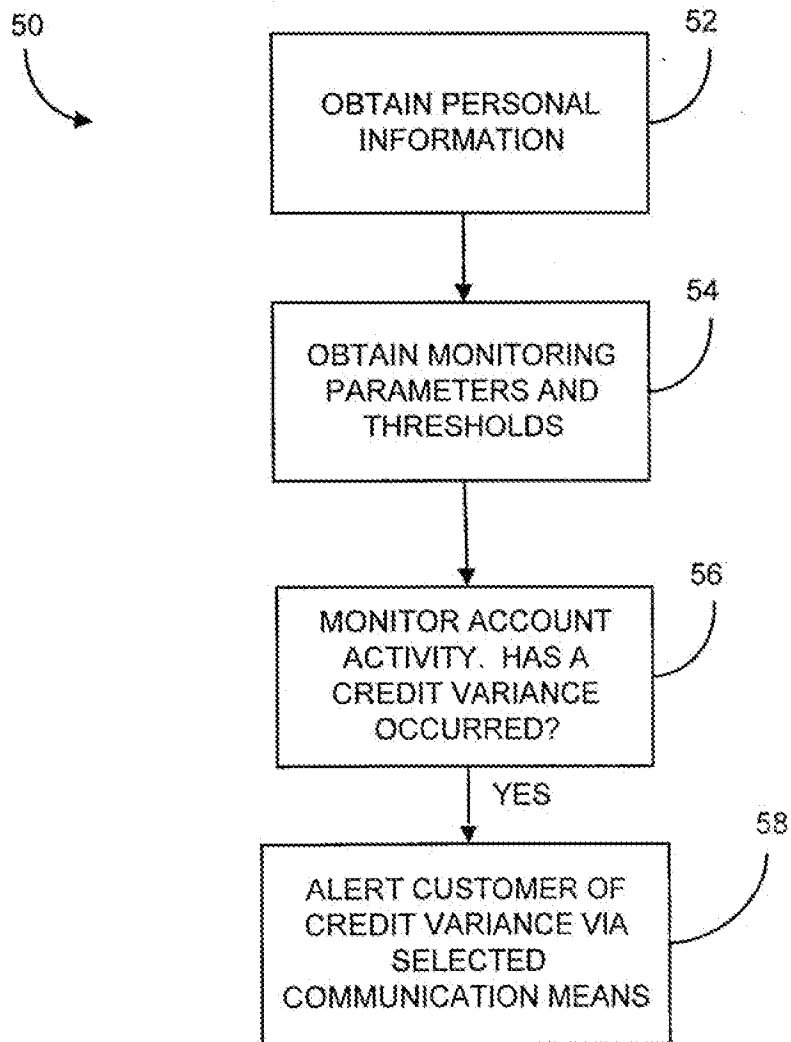 50
52
OBTAIN PERSONAL
INFORMATION
54
OBTAIN MONITORING
PARAMETERS AND
THRESHOLDS
56
MONITOR ACCOUNT
ACTIVITY. HAS A
CREDIT VARIANCE
OCCURRED?
YES
58
ALERT CUSTOMER OF
CREDIT VARIANCE VIA
SELECTED
COMMUNICATION MEANS